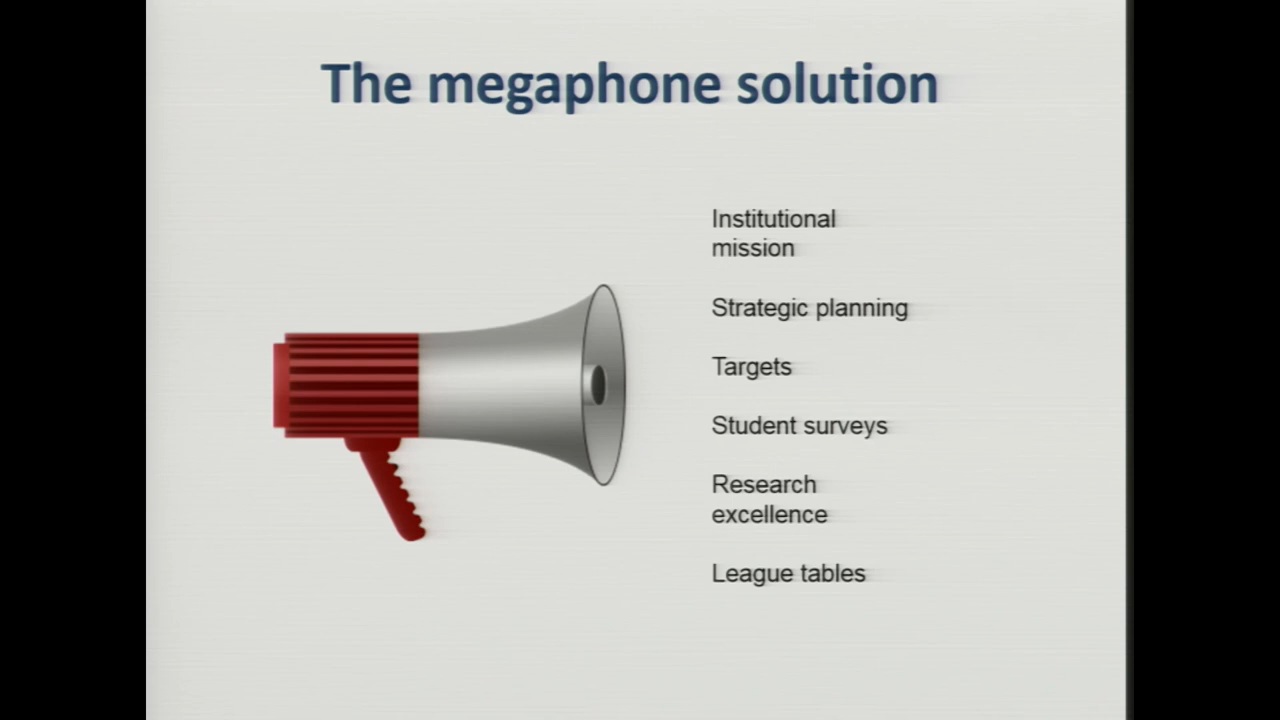 The megaphone solution
Institutional
mission
Strategic planning
Targets
Student surveys
Research
excellence
League tables